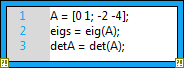 1 A = [0 1; -2 -4];
2 eigs = eig(A);
3 detA = det(A);